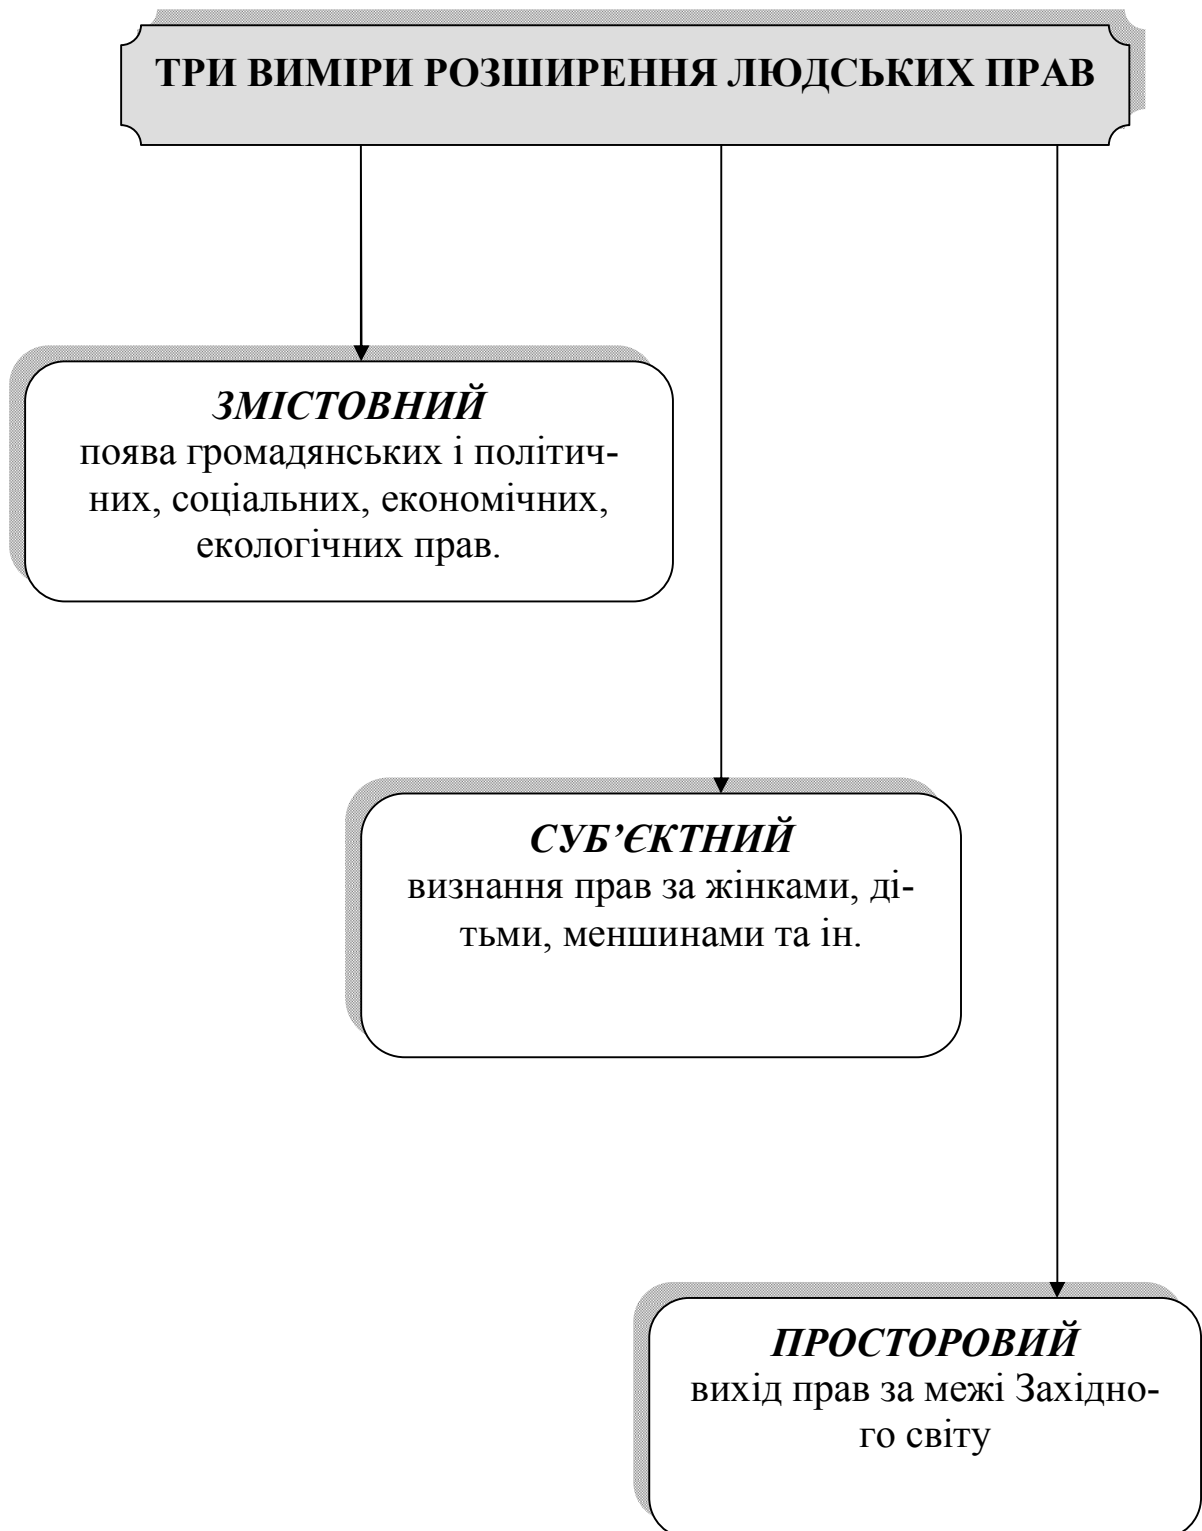 ТРИ ВИМІРИ РОЗШИРЕННЯ ЛЮДСЬКИХ ПРАВ
ЗМІСТОВНИЙ
поява громадянських і політич-
них, соціальних, економічних,
екологічних прав.
СУБ’ЄКТНИЙ
визнання прав за жінками, ді-
тьми, меншинами та ін.
ПРОСТОРОВИЙ
вихід прав за межі Західно-
го світу